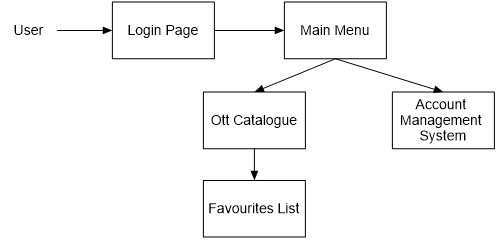 User
Login Page
Main Menu
Ott Catalogue
Account
Management
System
Favourites List